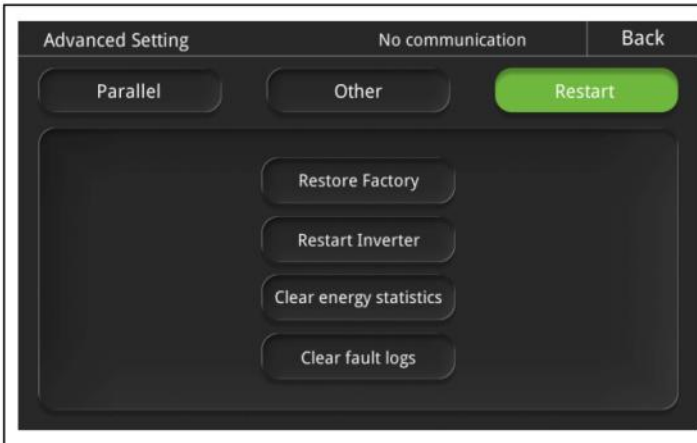 Advanced Setting No communication Back
Parallel Other Restart
Restore Factory
Restart Inverter
Clear energy statistics
Clear fault logs